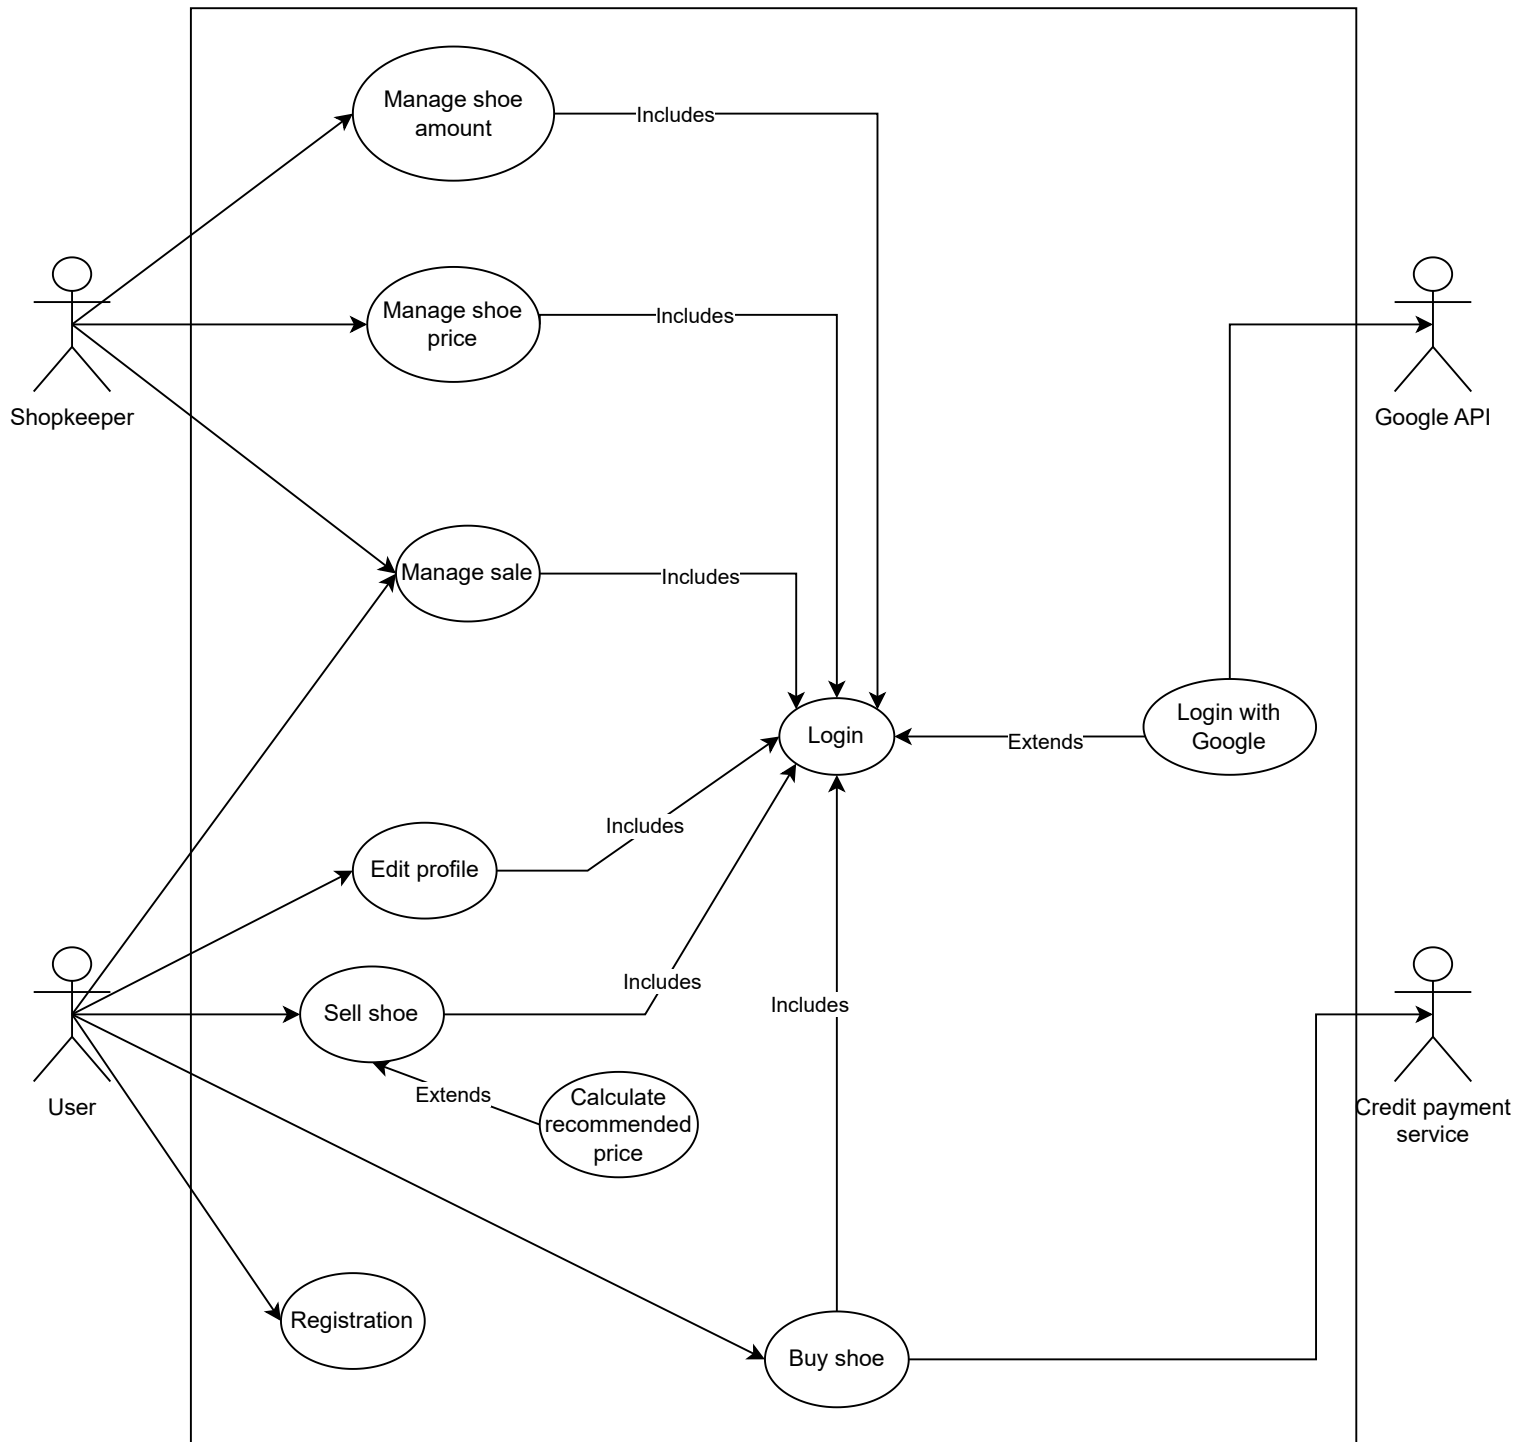 Manage shoe
amount
Includes
Shopkeeper
Manage shoe
price
Includes
Google API
Manage sale
Includes
Login
Login with
Google
Extends
Edit profile
Includes
User
Sell shoe
Includes
Includes
Extends
Calculate
recommended
price
Credit payment
service
Registration
Buy shoe